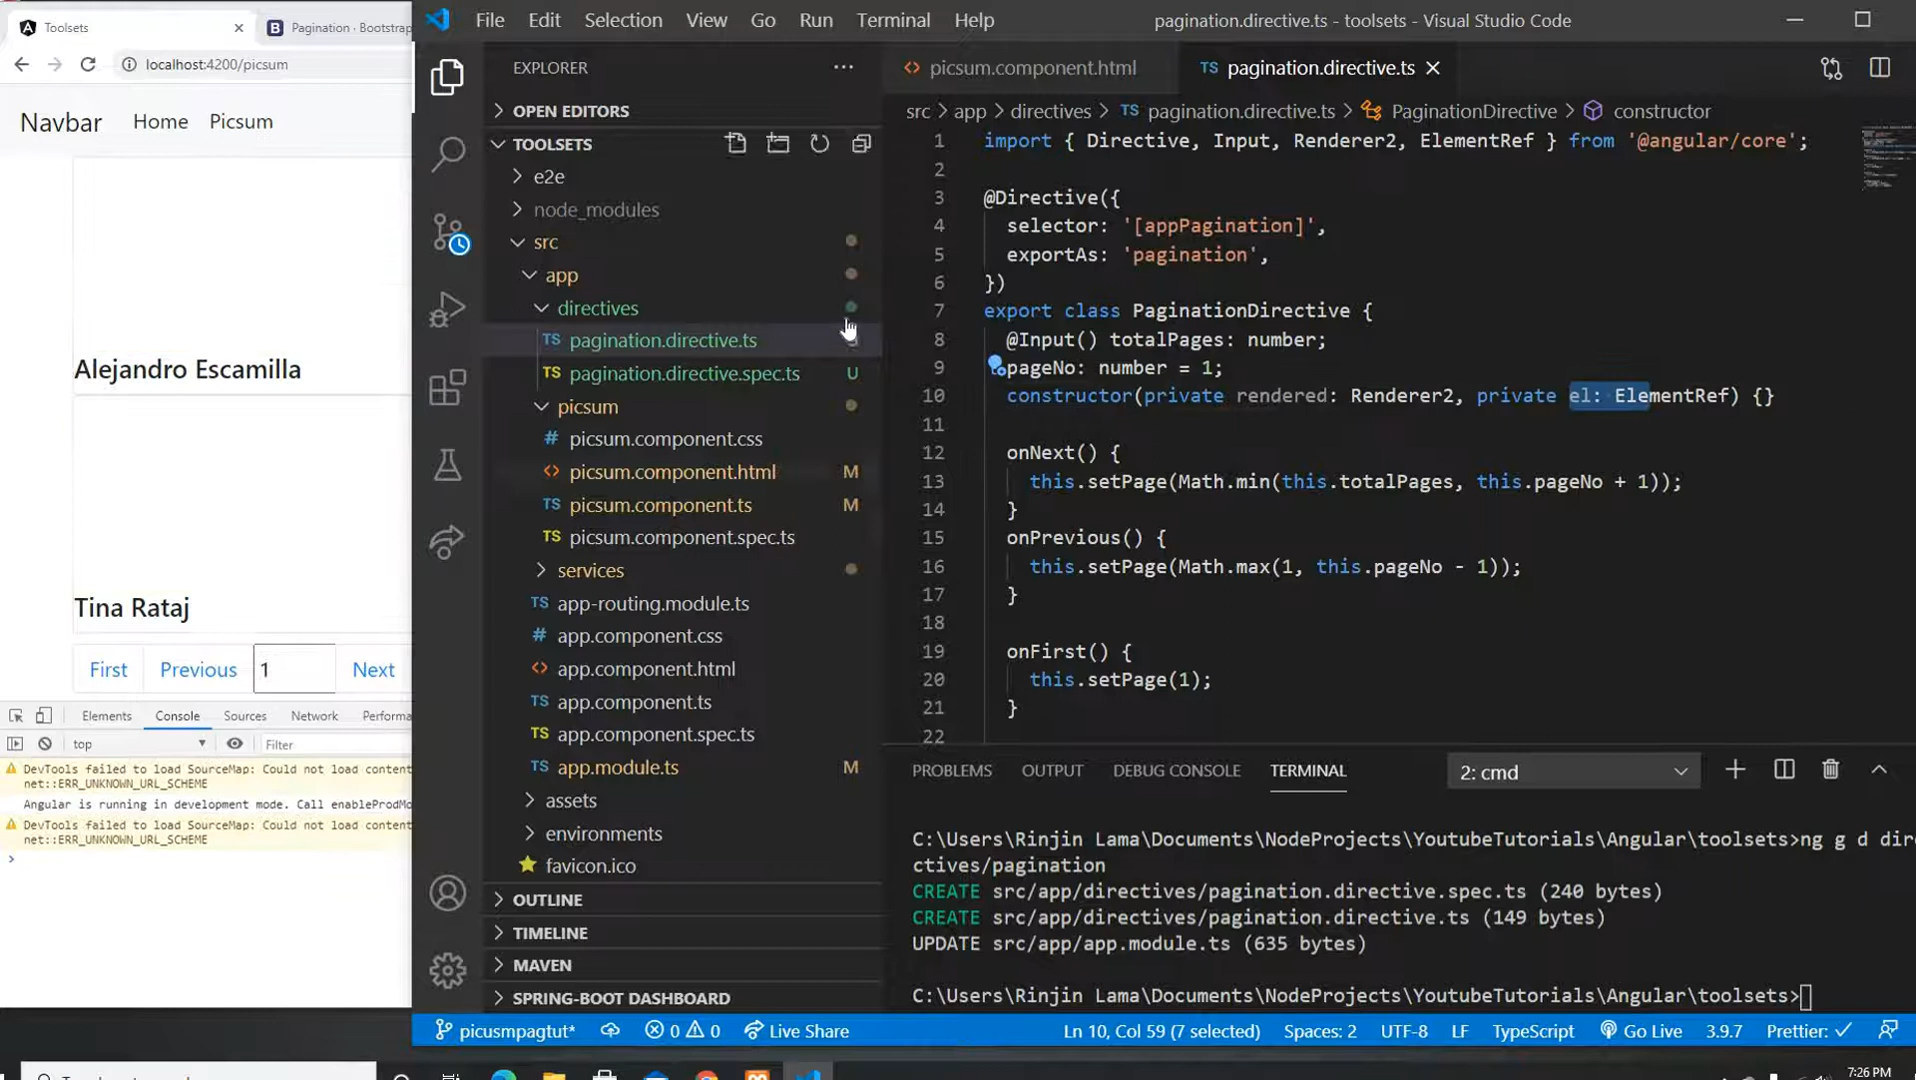 Toolsets
Pagination · Bootstrap
localhost:4200/picsum
Navbar
Home
Picsum
Alejandro Escamilla
Tina Rataj
First
Previous
1
Next
Elements
Console
Sources
Network
Performa
top
Filter
DevTools failed to load SourceMap: Could not load content
net::ERR_UNKNOWN_URL_SCHEME
Angular is running in development mode. Call enableProdMo
DevTools failed to load SourceMap: Could not load content
net::ERR_UNKNOWN_URL_SCHEME
File Edit Selection View Go Run Terminal Help
pagination.directive.ts - toolsets - Visual Studio Code
EXPLORER
OPEN EDITORS
TOOLSETS
e2e
node_modules
src
app
directives
TS pagination.directive.ts
TS pagination.directive.spec.ts U
picsum
# picsum.component.css
<> picsum.component.html M
TS picsum.component.ts M
TS picsum.component.spec.ts
services
TS app-routing.module.ts
# app.component.css
<> app.component.html
TS app.component.ts
TS app.component.spec.ts
TS app.module.ts M
assets
environments
favicon.ico
OUTLINE
TIMELINE
MAVEN
SPRING-BOOT DASHBOARD
<> picsum.component.html
TS pagination.directive.ts
src > app > directives > TS pagination.directive.ts > PaginationDirective > constructor
1 import { Directive, Input, Renderer2, ElementRef } from '@angular/core';
2
3 @Directive({
4 selector: '[appPagination]',
5 exportAs: 'pagination',
6 })
7 export class PaginationDirective {
8 @Input() totalPages: number;
9 pageNo: number = 1;
10 constructor(private rendered: Renderer2, private el: ElementRef) {}
11
12 onNext() {
13 this.setPage(Math.min(this.totalPages, this.pageNo + 1));
14 }
15 onPrevious() {
16 this.setPage(Math.max(1, this.pageNo - 1));
17 }
18
19 onFirst() {
20 this.setPage(1);
21 }
22
PROBLEMS OUTPUT DEBUG CONSOLE TERMINAL
2: cmd
C:\Users\Rinjin Lama\Documents\NodeProjects\YoutubeTutorials\Angular\toolsets>ng g d dire
ctives/pagination
CREATE src/app/directives/pagination.directive.spec.ts (240 bytes)
CREATE src/app/directives/pagination.directive.ts (149 bytes)
UPDATE src/app/app.module.ts (635 bytes)
C:\Users\Rinjin Lama\Documents\NodeProjects\YoutubeTutorials\Angular\toolsets>
picusmpagtut*
0 0
Live Share
Ln 10, Col 59 (7 selected)
Spaces: 2
UTF-8
LF
TypeScript
Go Live
3.9.7
Prettier: ✓
7:26 PM